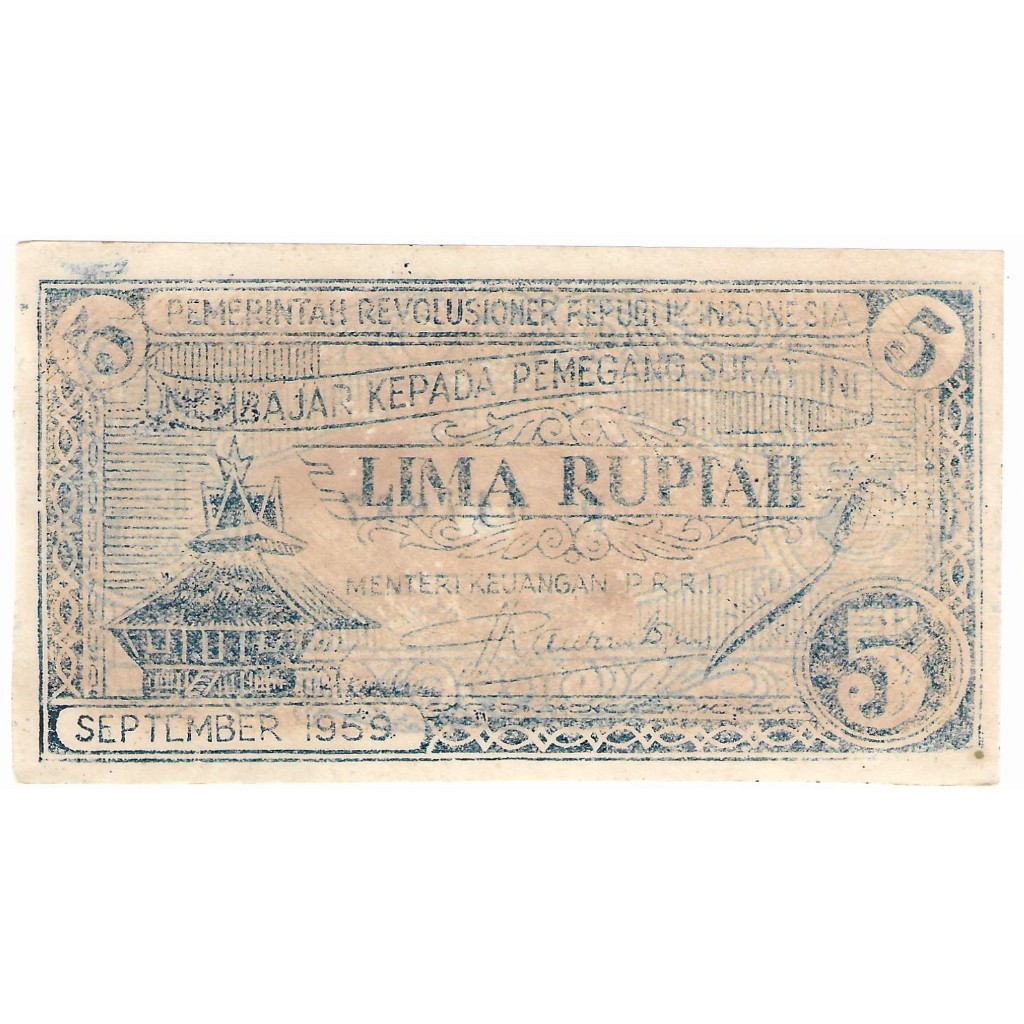 5 PEMERINTAH REVOLUSIONER REPUBLIK INDONESIA 5
MEMBAJAR KEPADA PEMEGANG SURAT INI
LIMA RUPIAH
MENTERI KEUANGAN P.R.R.I.
5
SEPTEMBER 1959